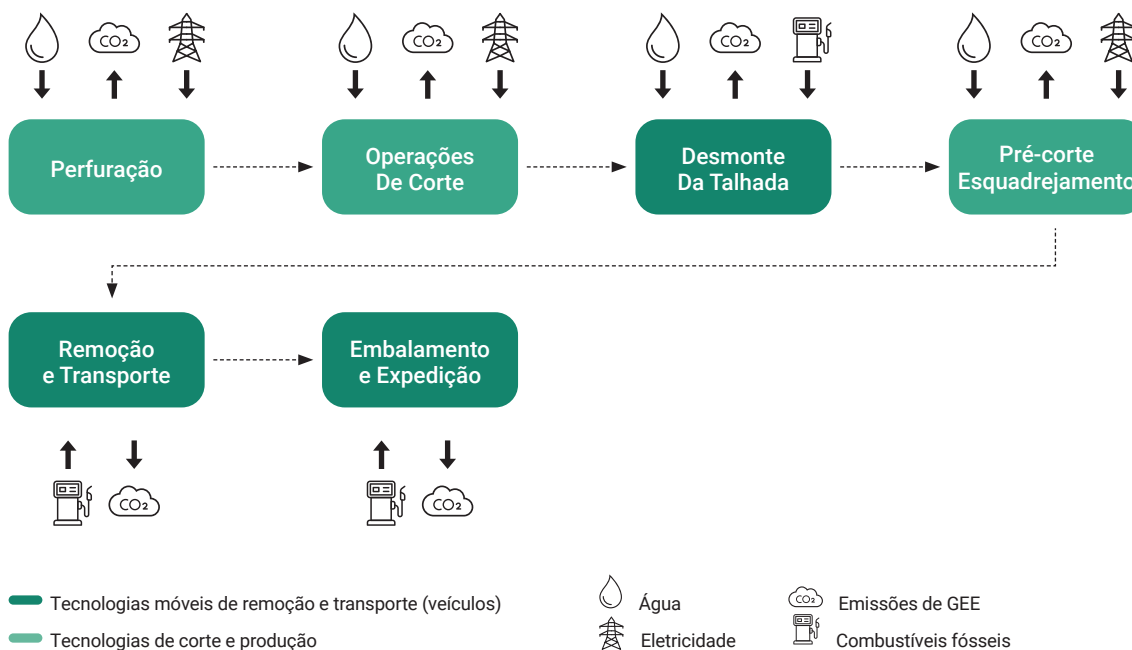 CO2
CO2
CO2
CO2
Perfuração
Operações
De Corte
Desmonte
Da Talhada
Pré-corte
Esquadrejamento
Remoção
e Transporte
Embalamento
e Expedição
CO2
CO2
Tecnologias móveis de remoção e transporte (veículos)
Tecnologias de corte e produção
Água
Eletricidade
CO2
Emissões de GEE
Combustíveis fósseis